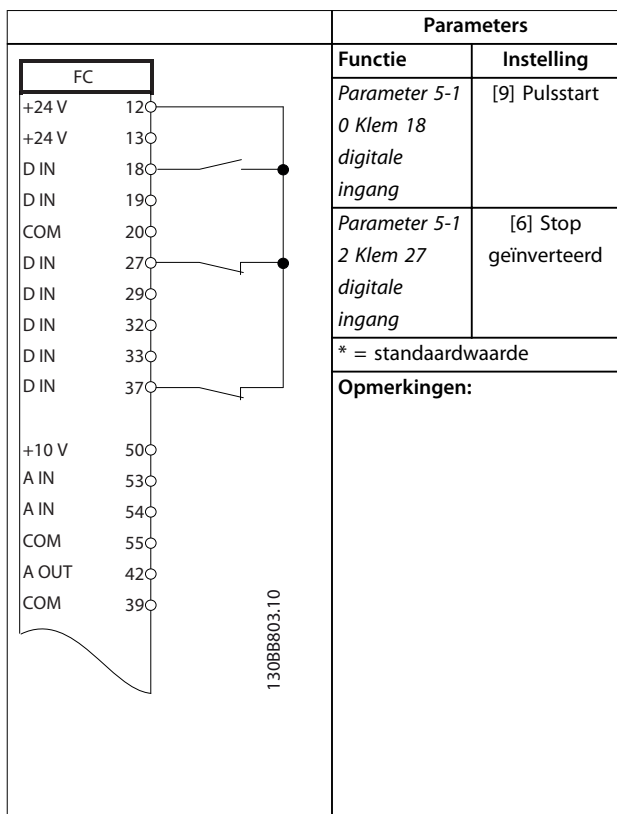 Parameters
Functie Instelling
Parameter 5-1
0 Klem 18
digitale
ingang
[9] Pulsstart
Parameter 5-1
2 Klem 27
digitale
ingang
[6] Stop
geïnverteerd
* = standaardwaarde
Opmerkingen:
FC
+24 V 12
+24 V 13
D IN 18
D IN 19
COM 20
D IN 27
D IN 29
D IN 32
D IN 33
D IN 37
+10 V 50
A IN 53
A IN 54
COM 55
A OUT 42
COM 39
130BB803.10